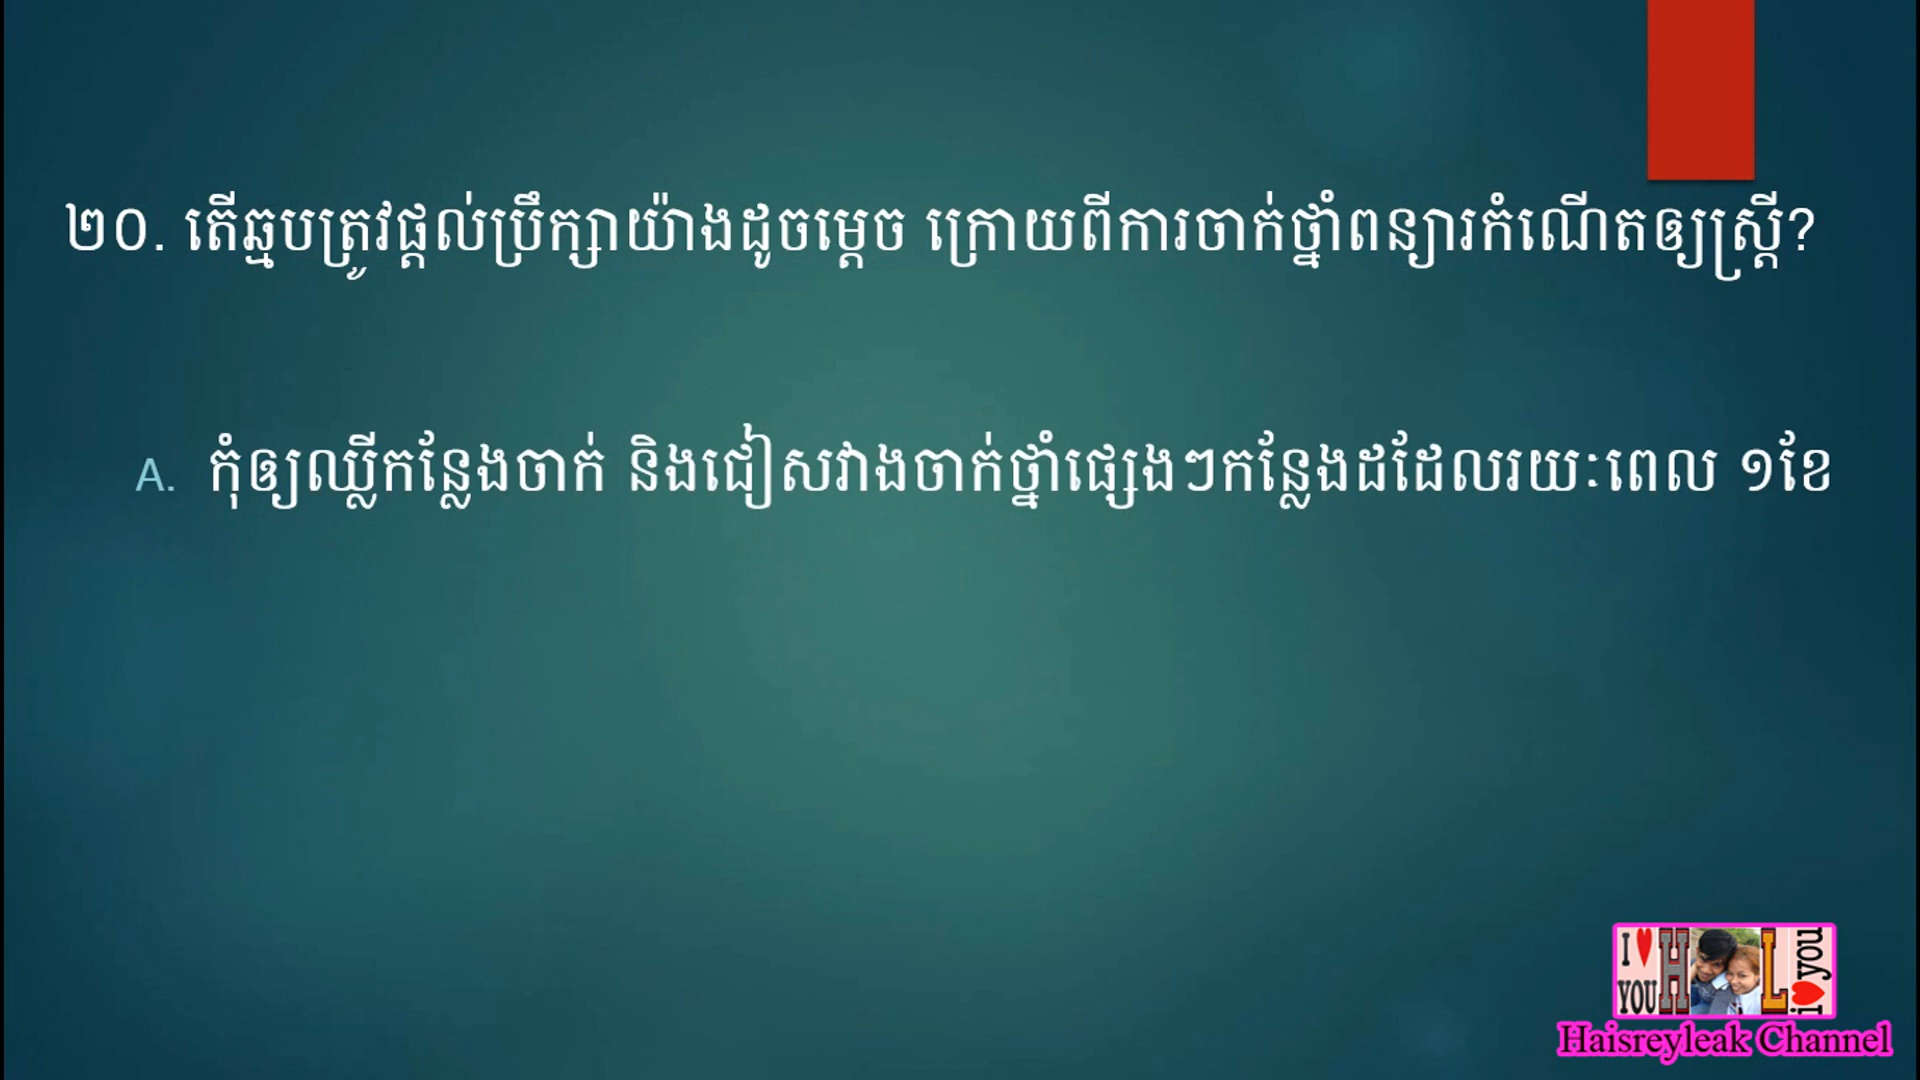 ២០. តើឆ្មបត្រូវផ្តល់ប្រឹក្សាយ៉ាងដូចម្តេច ក្រោយពីការចាក់ថ្នាំពន្យារកំណើតឲ្យស្ត្រី?
A. កុំឲ្យឈ្លីកន្លែងចាក់ និងជៀសវាងចាក់ថ្នាំផ្សេងៗកន្លែងដដែលរយៈពេល ១ខែ
I ♥ YOU H L i ♥ you
Haisreyleak Channel